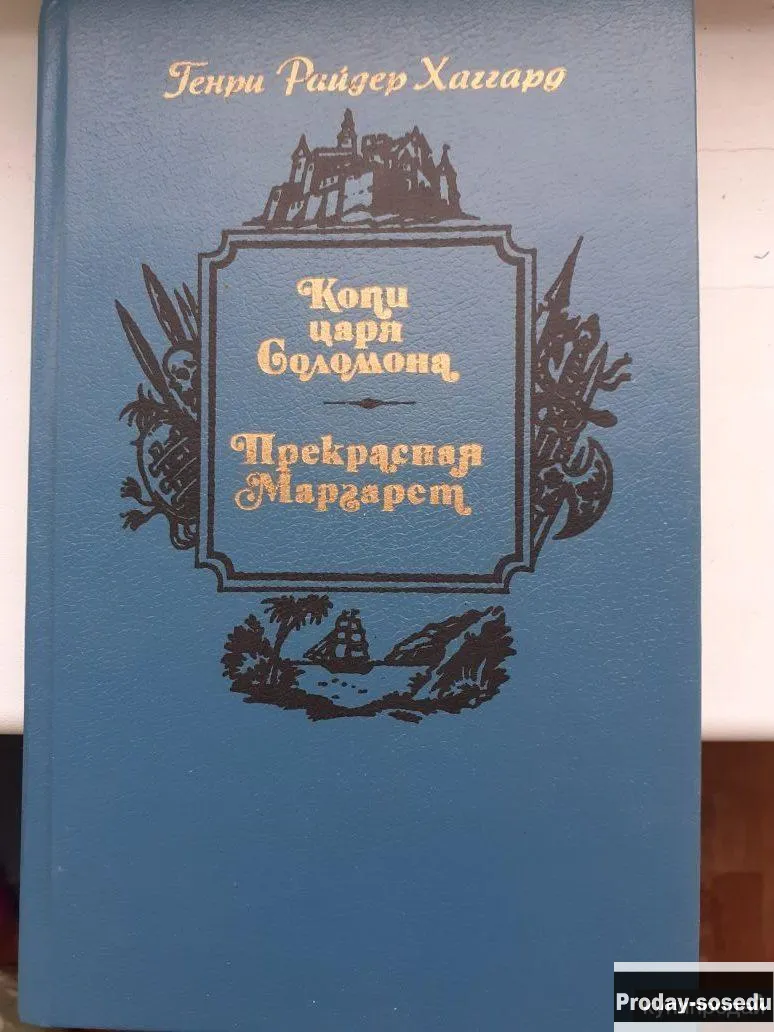 Генри Райдер Хаггард
Копи
царя
Соломона
Прекрасная
Маргарет
Proday-sosedu